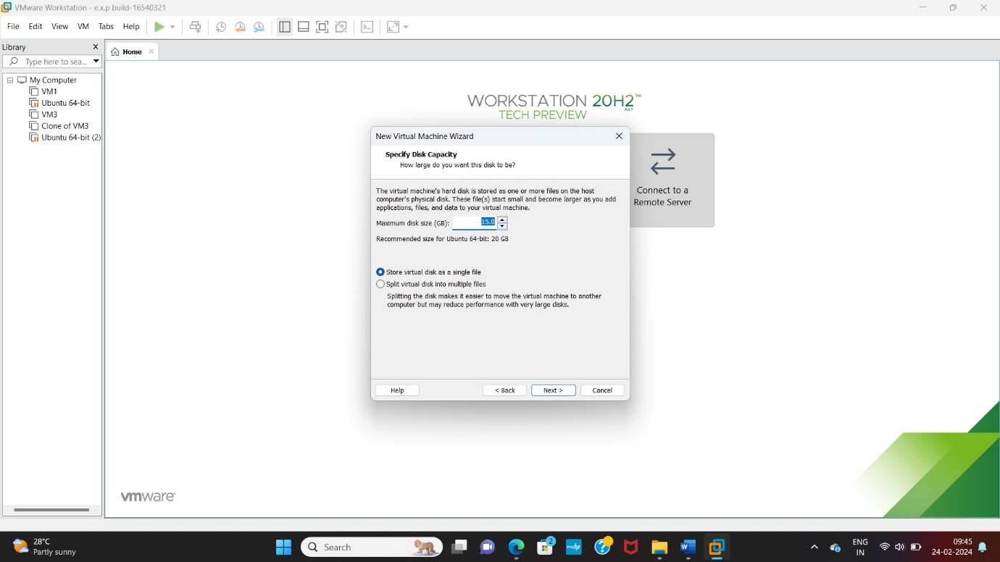 VMware Workstation - e.x.p build-16540321
File Edit View VM Tabs Help
Library
Type here to sea...
My Computer
VM1
Ubuntu 64-bit
VM3
Clone of VM3
Ubuntu 64-bit (2)
Home
WORKSTATION 20H2™
JULY
TECH PREVIEW
Connect to a
Remote Server
New Virtual Machine Wizard
Specify Disk Capacity
How large do you want this disk to be?
The virtual machine's hard disk is stored as one or more files on the host
computer's physical disk. These file(s) start small and become larger as you add
applications, files, and data to your virtual machine.
Maximum disk size (GB): 15.0
Recommended size for Ubuntu 64-bit: 20 GB
Store virtual disk as a single file
Split virtual disk into multiple files
Splitting the disk makes it easier to move the virtual machine to another
computer but may reduce performance with very large disks.
Help < Back Next > Cancel
vmware®
28°C
Partly sunny
Search
2
myhp
?
W
ENG
IN
09:45
24-02-2024